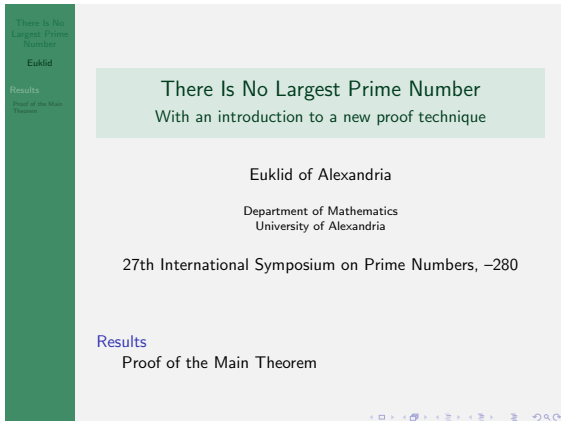 There Is No
Largest Prime
Number
Euklid
Results
Proof of the Main
Theorem
There Is No Largest Prime Number
With an introduction to a new proof technique
Euklid of Alexandria
Department of Mathematics
University of Alexandria
27th International Symposium on Prime Numbers, –280
Results
Proof of the Main Theorem